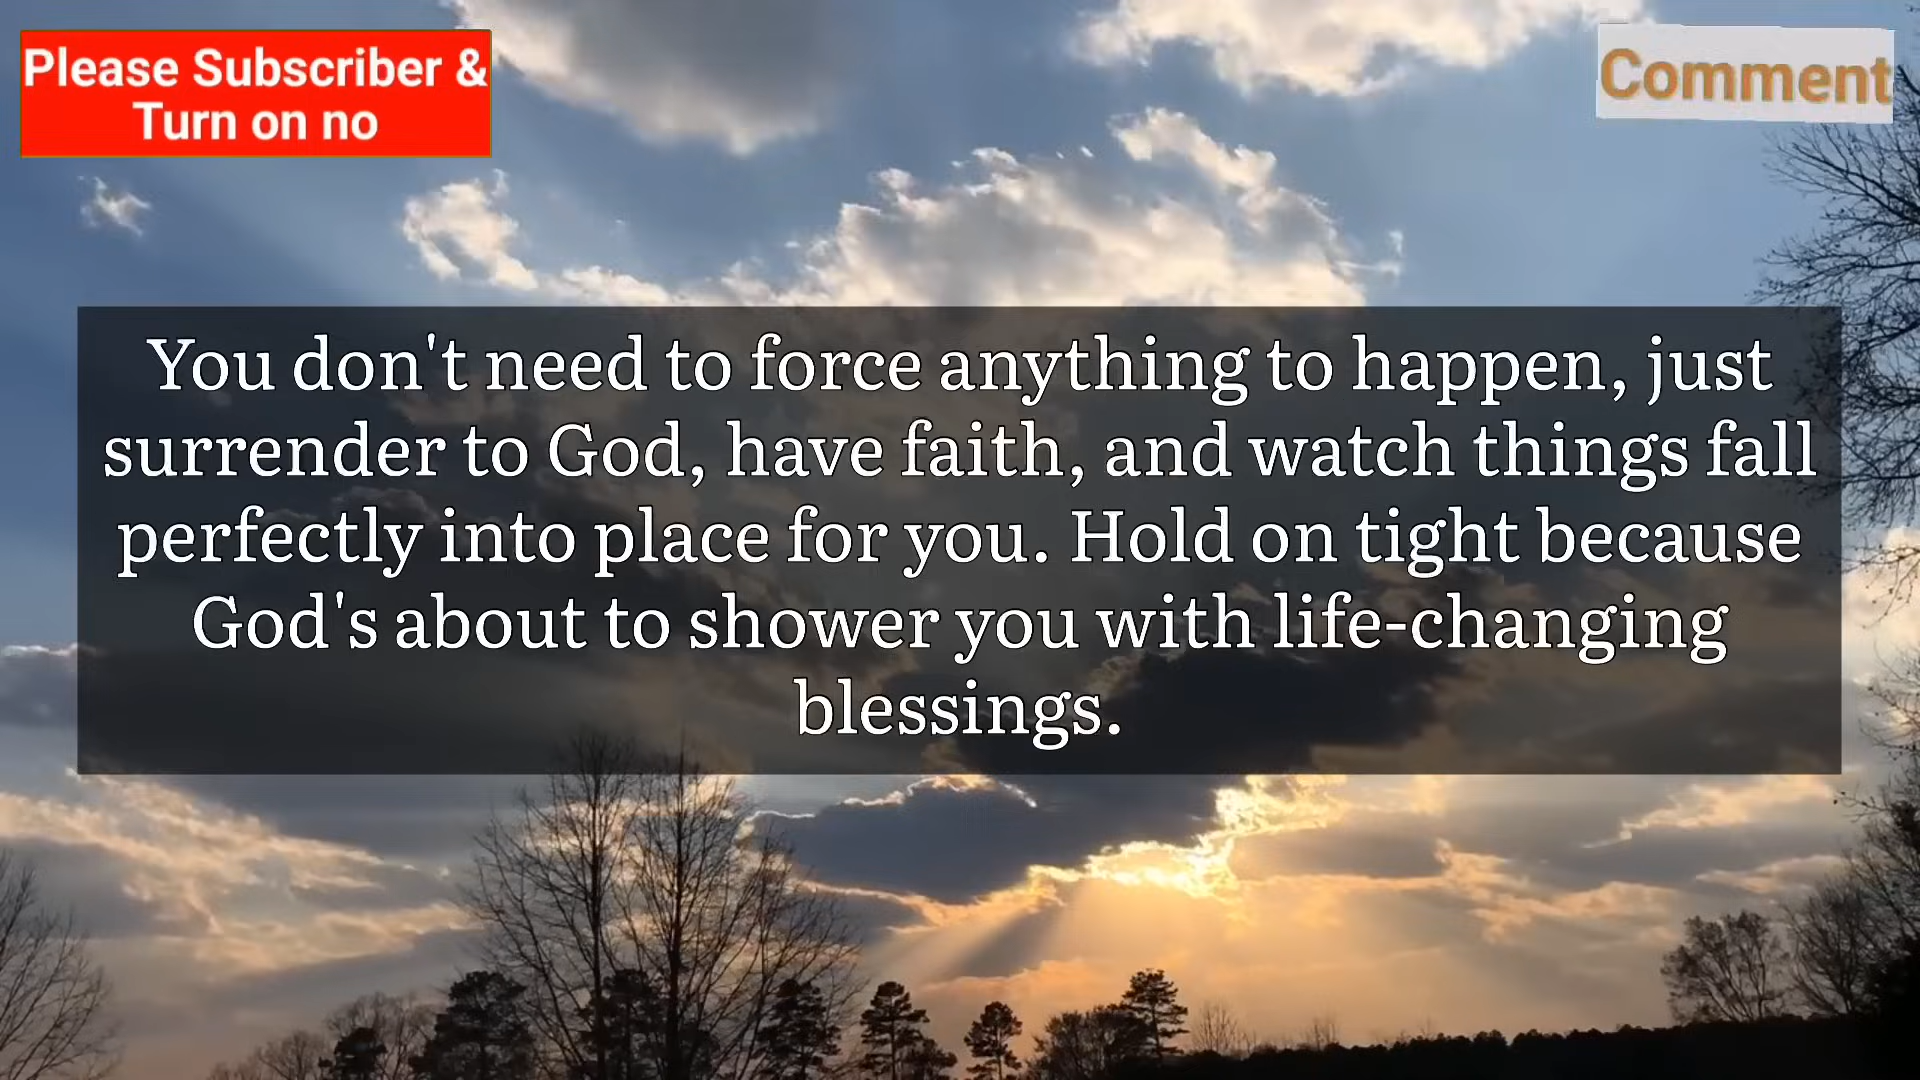 Please Subscriber &
Turn on no
Comment
You don't need to force anything to happen, just
surrender to God, have faith, and watch things fall
perfectly into place for you. Hold on tight because
God's about to shower you with life-changing
blessings.